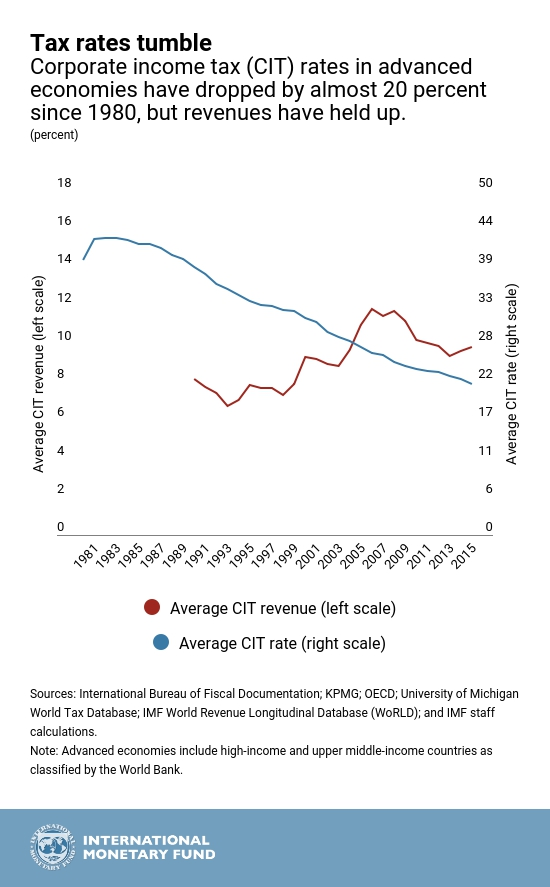 Tax rates tumble
Corporate income tax (CIT) rates in advanced
economies have dropped by almost 20 percent
since 1980, but revenues have held up.
(percent)
18
16
14
12
10
8
6
4
2
0
Average CIT revenue (left scale)
50
44
39
33
28
22
17
11
6
0
Average CIT rate (right scale)
1981
1983
1985
1987
1989
1991
1993
1995
1997
1999
2001
2003
2005
2007
2009
2011
2013
2015
Average CIT revenue (left scale)
Average CIT rate (right scale)
Sources: International Bureau of Fiscal Documentation; KPMG; OECD; University of Michigan
World Tax Database; IMF World Revenue Longitudinal Database (WoRLD); and IMF staff
calculations.
Note: Advanced economies include high-income and upper middle-income countries as
classified by the World Bank.
INTERNATIONAL
MONETARY FUND
INTERNATIONAL
MONETARY FUND